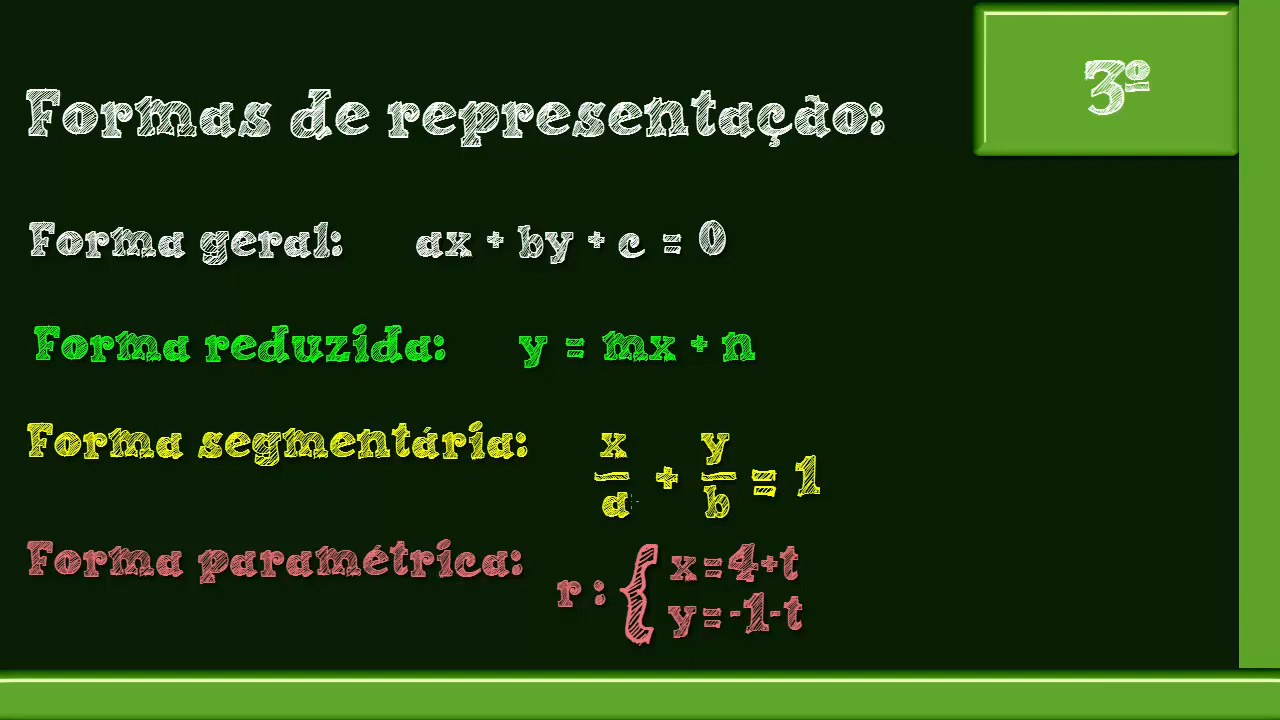 3º
Formas de representação:
Forma geral: ax + by + c = 0
Forma reduzida: y = mx + n
Forma segmentária: x/a + y/b = 1
Forma paramétrica: r : { x=4+t
y=-1-t